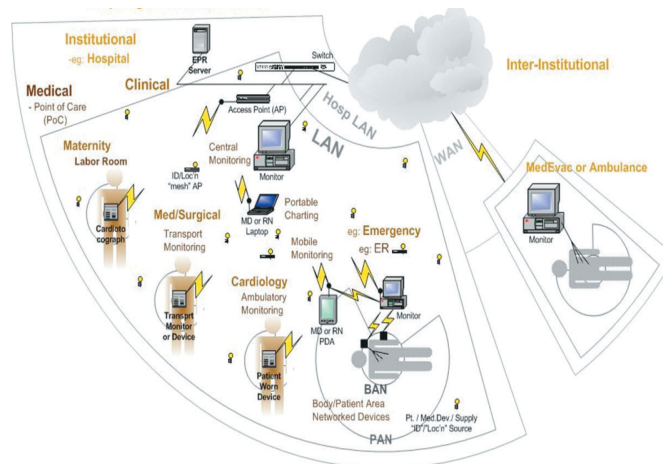 Institutional
-eg: Hospital
EPR
Server
Switch
Inter-Institutional
Medical
- Point of Care
(PoC)
Clinical
Access Point (AP)
Hosp LAN
LAN
WAN
Maternity
Labor Room
Central
Monitoring
Monitor
ID/Loc'n
"mesh" AP
MedEvac or Ambulance
Monitor
Cardioto
cograph
Med/Surgical
Transport
Monitoring
MD or RN
Laptop
Portable
Charting
Mobile
Monitoring
eg: Emergency
eg: ER
Cardiology
Ambulatory
Monitoring
Transprt
Monitor
or Device
MD or RN
PDA
Monitor
Patient
Worn
Device
BAN
Body/Patient Area
Networked Devices
PAN
Pt. / Med.Dev./ Supply
"ID"/"Loc'n" Source